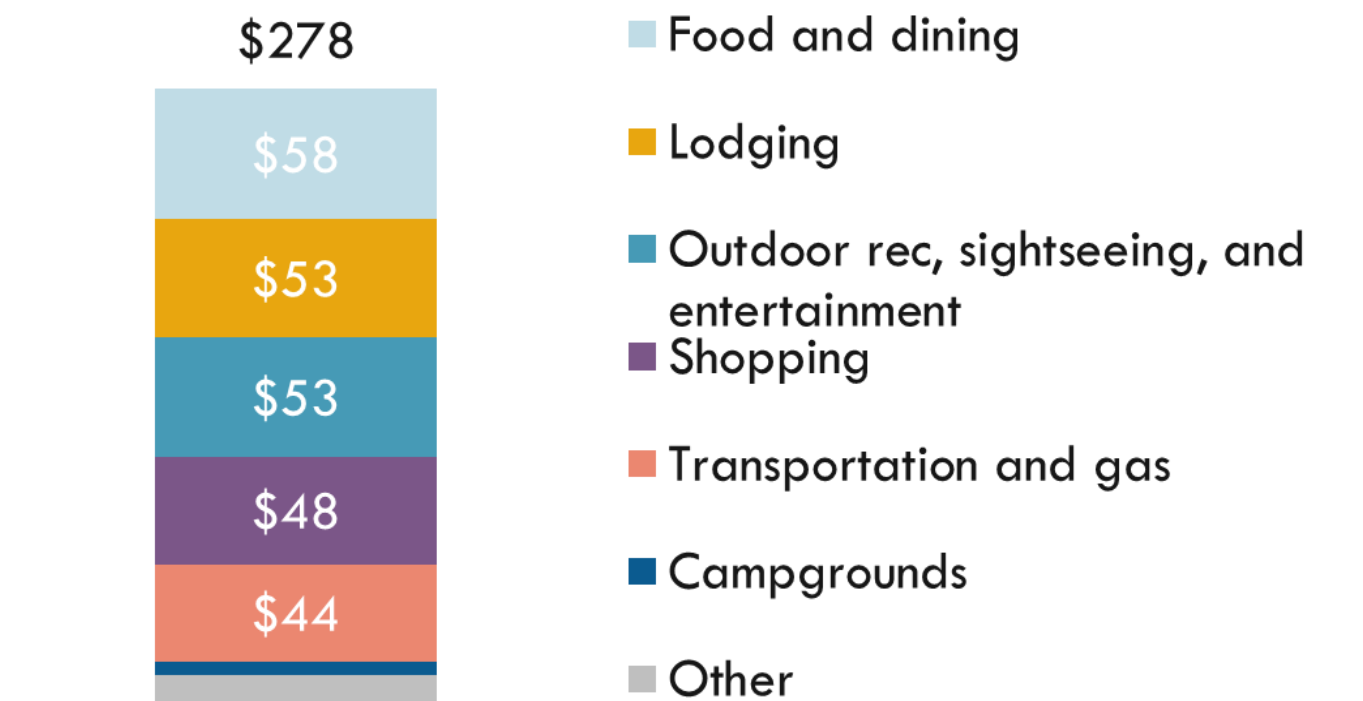 $278
$58
$53
$53
$48
$44
Food and dining
Lodging
Outdoor rec, sightseeing, and
entertainment
Shopping
Transportation and gas
Campgrounds
Other